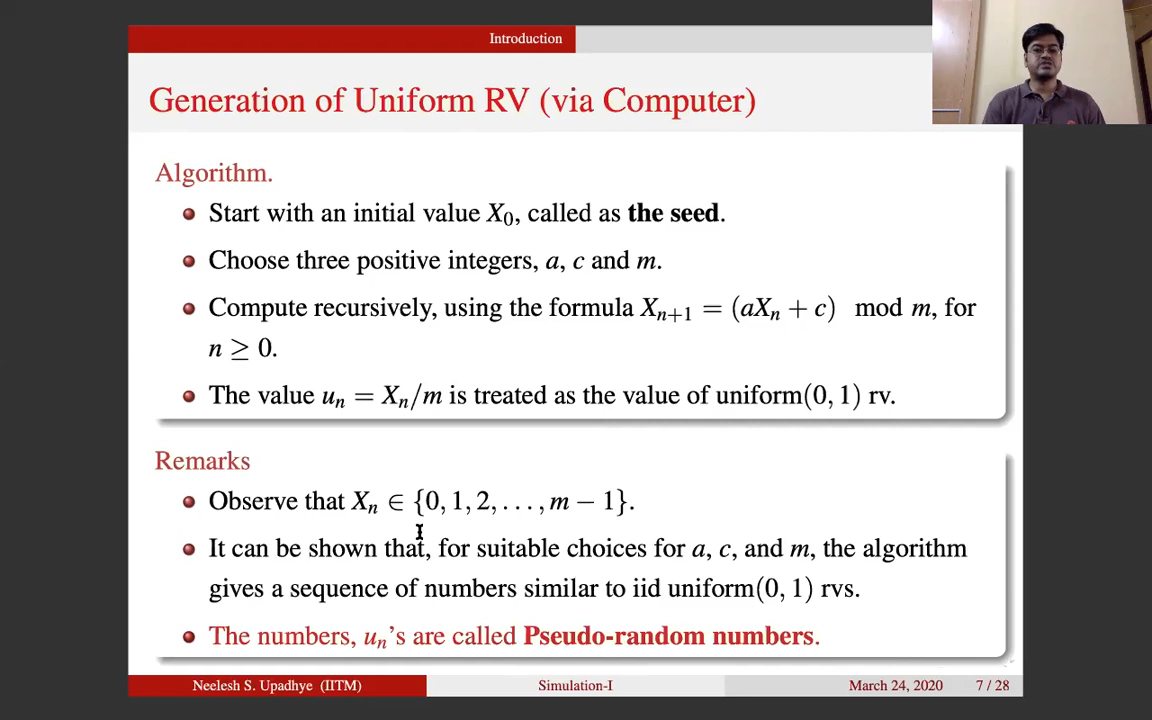 Introduction
Generation of Uniform RV (via Computer)
Algorithm.
Start with an initial value X₀, called as the seed.
Choose three positive integers, a, c and m.
Compute recursively, using the formula Xₙ₊₁ = (aXₙ + c) mod m, for
n ≥ 0.
The value uₙ = Xₙ/m is treated as the value of uniform(0, 1) rv.
Remarks
Observe that Xₙ ∈ {0, 1, 2, . . . , m − 1}.
It can be shown that, for suitable choices for a, c, and m, the algorithm
gives a sequence of numbers similar to iid uniform(0, 1) rvs.
The numbers, uₙ's are called Pseudo-random numbers.
Neelesh S. Upadhye (IITM) Simulation-I March 24, 2020 7 / 28